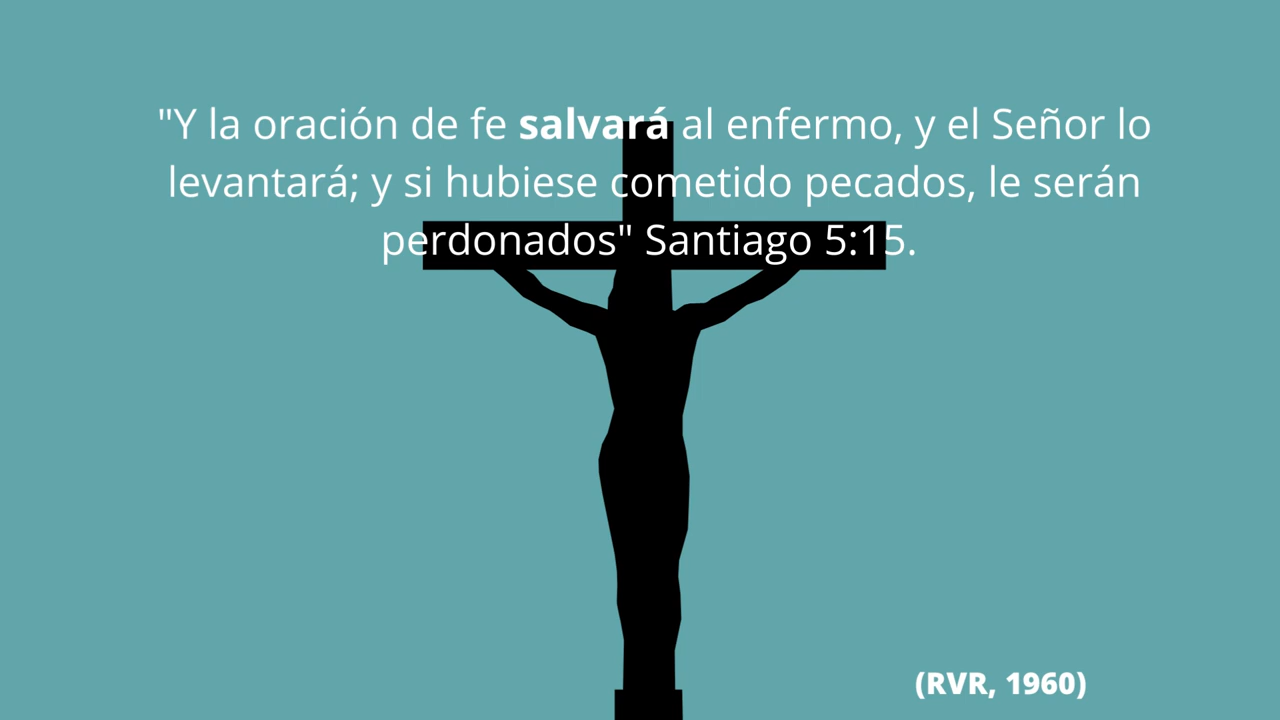 "Y la oración de fe salvará al enfermo, y el Señor lo
levantará; y si hubiese cometido pecados, le serán
perdonados" Santiago 5:15.
(RVR, 1960)